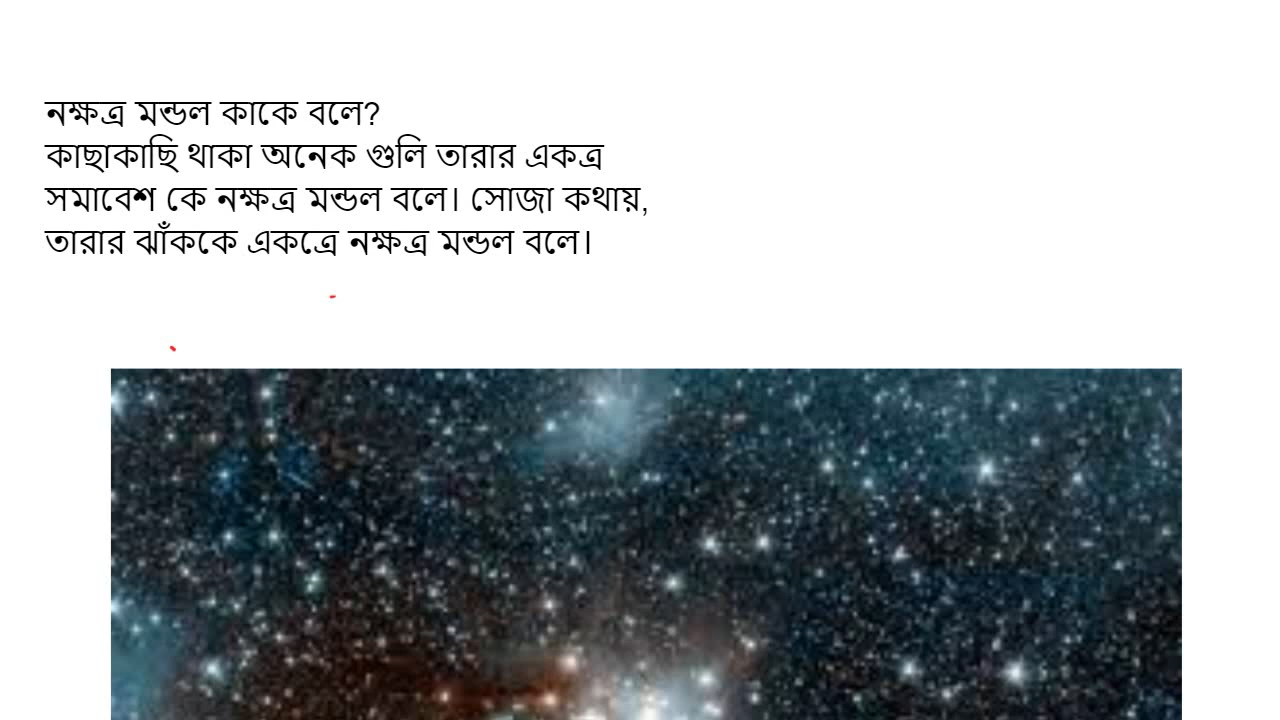 নক্ষত্র মন্ডল কাকে বলে?
কাছাকাছি থাকা অনেক গুলি তারার একত্র
সমাবেশ কে নক্ষত্র মন্ডল বলে। সোজা কথায়,
তারার ঝাঁককে একত্রে নক্ষত্র মন্ডল বলে।